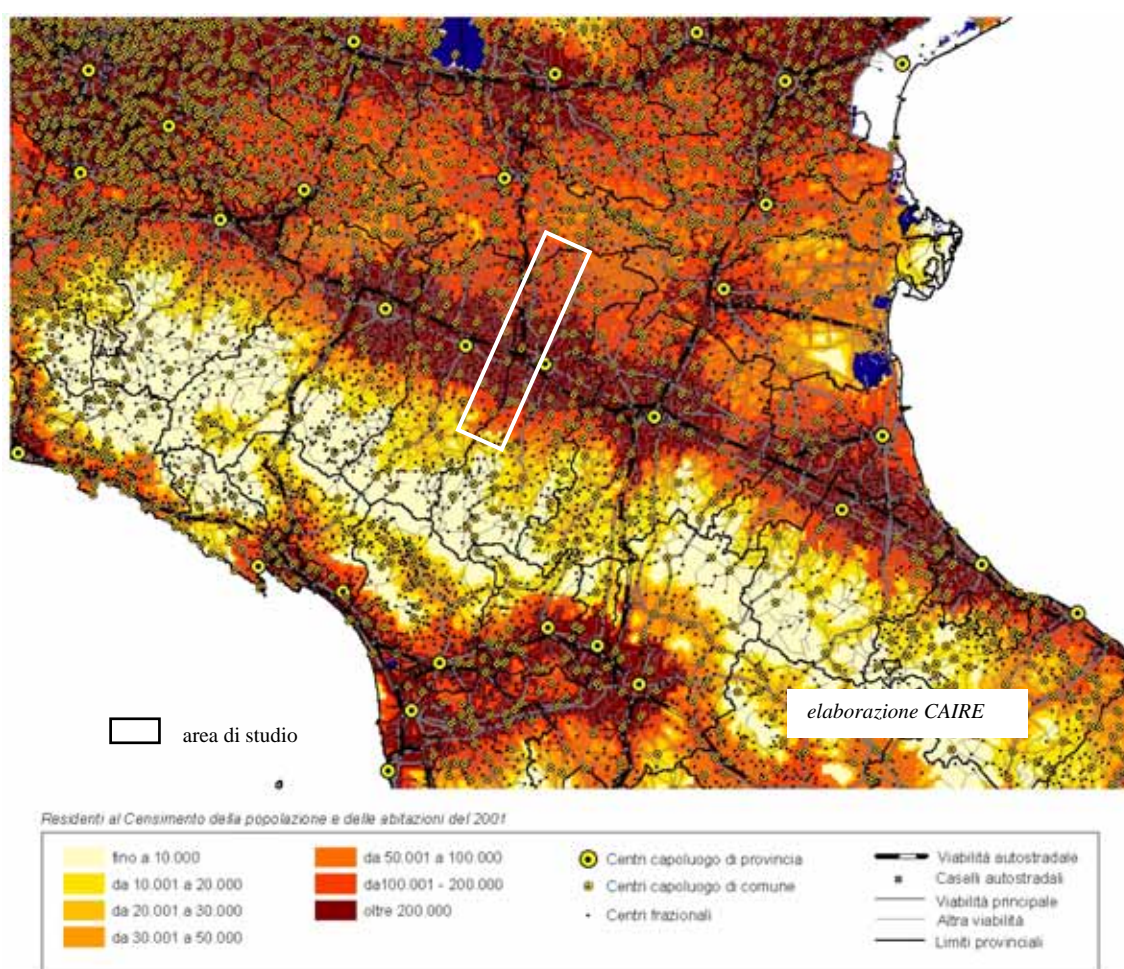 elaborazione CAIRE
area di studio
Residenti al Censimento della popolazione e delle abitazioni del 2001
fino a 10.000
da 10.001 a 20.000
da 20.001 a 30.000
da 30.001 a 50.000
da 50.001 a 100.000
da100.001 - 200.000
oltre 200.000
Centri capoluogo di provincia
Centri capoluogo di comune
Centri frazionali
Viabilità autostradale
Caselli autostradali
Viabilità principale
Altra viabilità
Limiti provinciali